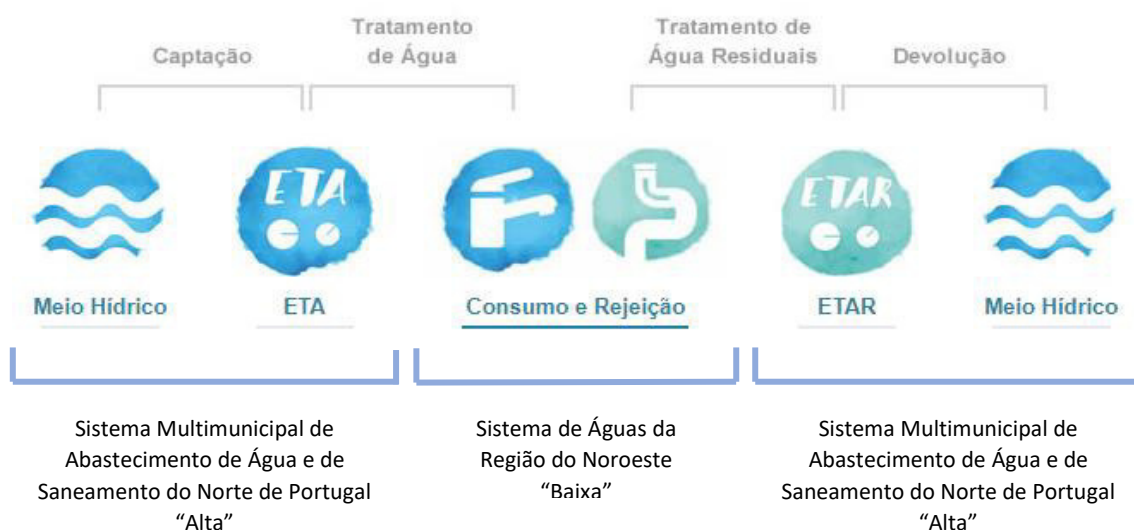 Captação
Tratamento
de Água
Tratamento de
Água Residuais
Devolução
ETA
ETAR
Meio Hídrico
ETA
Consumo e Rejeição
ETAR
Meio Hídrico
Sistema Multimunicipal de
Abastecimento de Água e de
Saneamento do Norte de Portugal
“Alta”
Sistema de Águas da
Região do Noroeste
“Baixa”
Sistema Multimunicipal de
Abastecimento de Água e de
Saneamento do Norte de Portugal
“Alta”